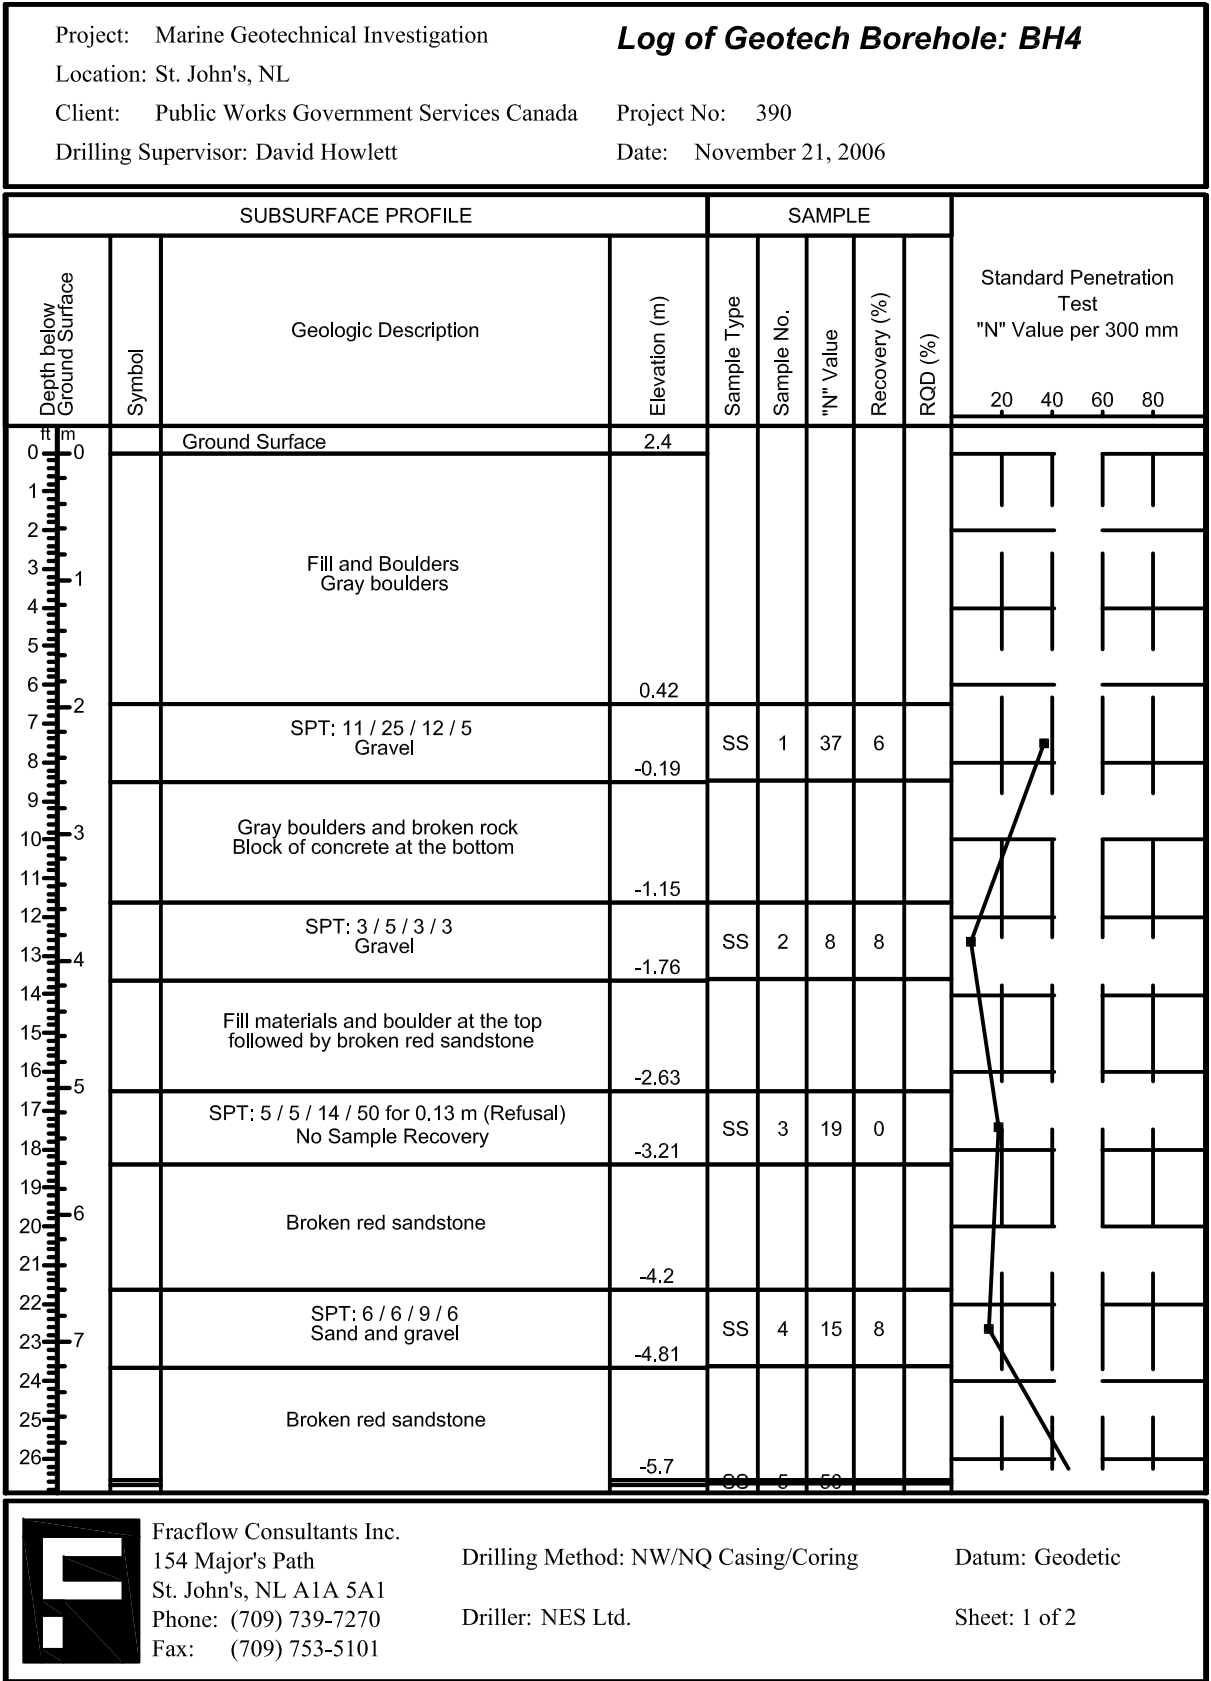 Project: Marine Geotechnical Investigation
Log of Geotech Borehole: BH4
Location: St. John's, NL
Client: Public Works Government Services Canada
Project No: 390
Drilling Supervisor: David Howlett
Date: November 21, 2006
SUBSURFACE PROFILE
SAMPLE
Depth below
Ground Surface
Symbol
Geologic Description
Elevation (m)
Sample Type
Sample No.
"N" Value
Recovery (%)
RQD (%)
Standard Penetration
Test
"N" Value per 300 mm
20 40 60 80
ft m
Ground Surface 2.4
0 0
1
2
3
1
4
5
6
2
7
8
9
10 3
11
12
13
4
14
15
16
5
17
18
19
6
20
21
22
23 7
24
25
26
Fill and Boulders
Gray boulders
0.42
SPT: 11 / 25 / 12 / 5
Gravel
-0.19
SS 1 37 6
Gray boulders and broken rock
Block of concrete at the bottom
-1.15
SPT: 3 / 5 / 3 / 3
Gravel
-1.76
SS 2 8 8
Fill materials and boulder at the top
followed by broken red sandstone
-2.63
SPT: 5 / 5 / 14 / 50 for 0.13 m (Refusal)
No Sample Recovery
-3.21
SS 3 19 0
Broken red sandstone
-4.2
SPT: 6 / 6 / 9 / 6
Sand and gravel
-4.81
SS 4 15 8
Broken red sandstone
-5.7
SS 5 50
Fracflow Consultants Inc.
154 Major's Path
St. John's, NL A1A 5A1
Phone: (709) 739-7270
Fax: (709) 753-5101
Drilling Method: NW/NQ Casing/Coring
Driller: NES Ltd.
Datum: Geodetic
Sheet: 1 of 2